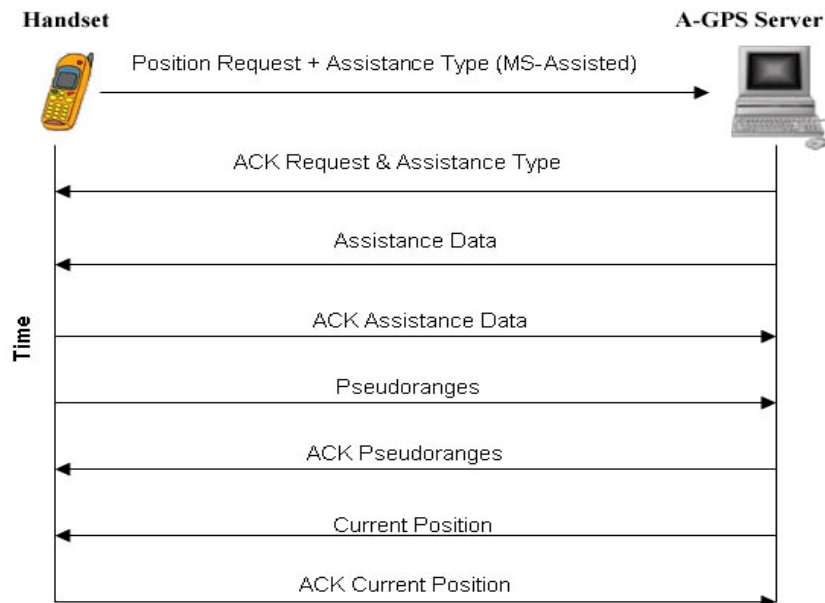 Handset
A-GPS Server
Position Request + Assistance Type (MS-Assisted)
ACK Request & Assistance Type
Assistance Data
ACK Assistance Data
Time
Pseudoranges
ACK Pseudoranges
Current Position
ACK Current Position